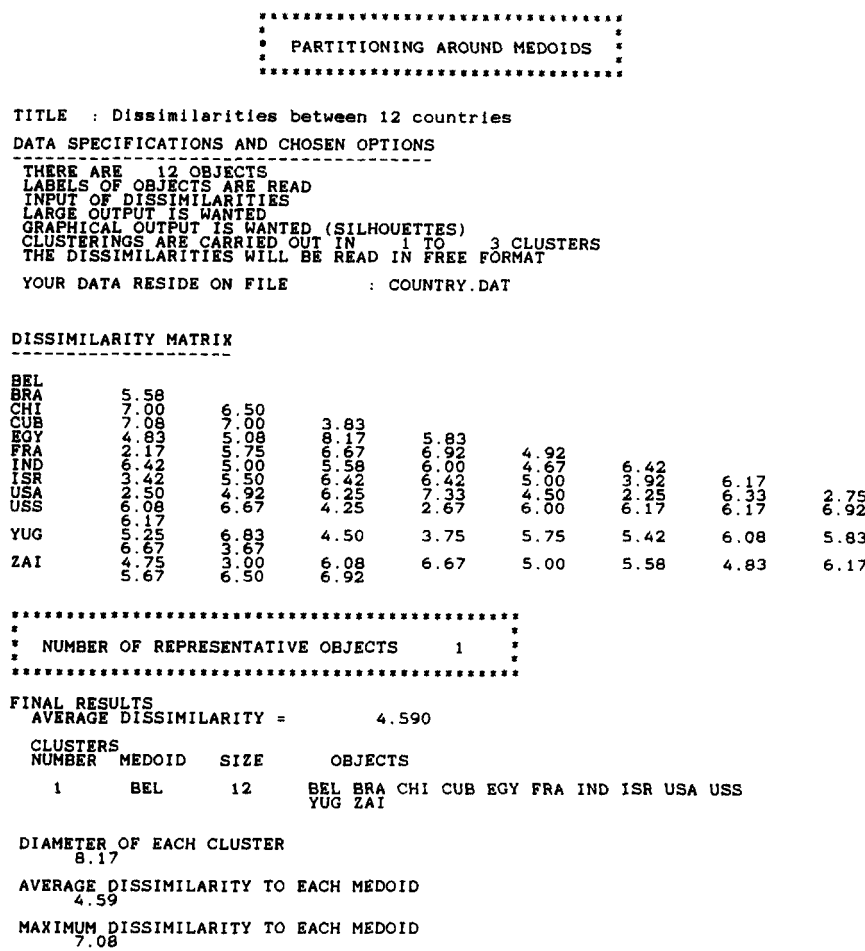 PARTITIONING AROUND MEDOIDS
TITLE : Dissimilarities between 12 countries
DATA SPECIFICATIONS AND CHOSEN OPTIONS
THERE ARE 12 OBJECTS
LABELS OF OBJECTS ARE READ
INPUT OF DISSIMILARITIES
LARGE OUTPUT IS WANTED
GRAPHICAL OUTPUT IS WANTED (SILHOUETTES)
CLUSTERINGS ARE CARRIED OUT IN 1 TO 3 CLUSTERS
THE DISSIMILARITIES WILL BE READ IN FREE FORMAT
YOUR DATA RESIDE ON FILE : COUNTRY.DAT
DISSIMILARITY MATRIX
BEL
BRA 5.58
CHI 7.00 6.50
CUB 7.08 7.00 3.83
EGY 4.83 5.08 8.17 5.83
FRA 2.17 5.75 6.67 6.92 4.92
IND 6.42 5.00 5.58 6.00 4.67 6.42
ISR 3.42 5.50 6.42 6.42 5.00 3.92 6.17
USA 2.50 4.92 6.25 7.33 4.50 2.25 6.33 2.75
USS 6.08 6.67 4.25 2.67 6.00 6.17 6.17 6.92
6.17
YUG 5.25 6.83 4.50 3.75 5.75 5.42 6.08 5.83
6.67 3.67
ZAI 4.75 3.00 6.08 6.67 5.00 5.58 4.83 6.17
5.67 6.50 6.92
NUMBER OF REPRESENTATIVE OBJECTS 1
FINAL RESULTS
AVERAGE DISSIMILARITY = 4.590
CLUSTERS
NUMBER MEDOID SIZE OBJECTS
1 BEL 12 BEL BRA CHI CUB EGY FRA IND ISR USA USS
YUG ZAI
DIAMETER OF EACH CLUSTER
8.17
AVERAGE DISSIMILARITY TO EACH MEDOID
4.59
MAXIMUM DISSIMILARITY TO EACH MEDOID
7.08